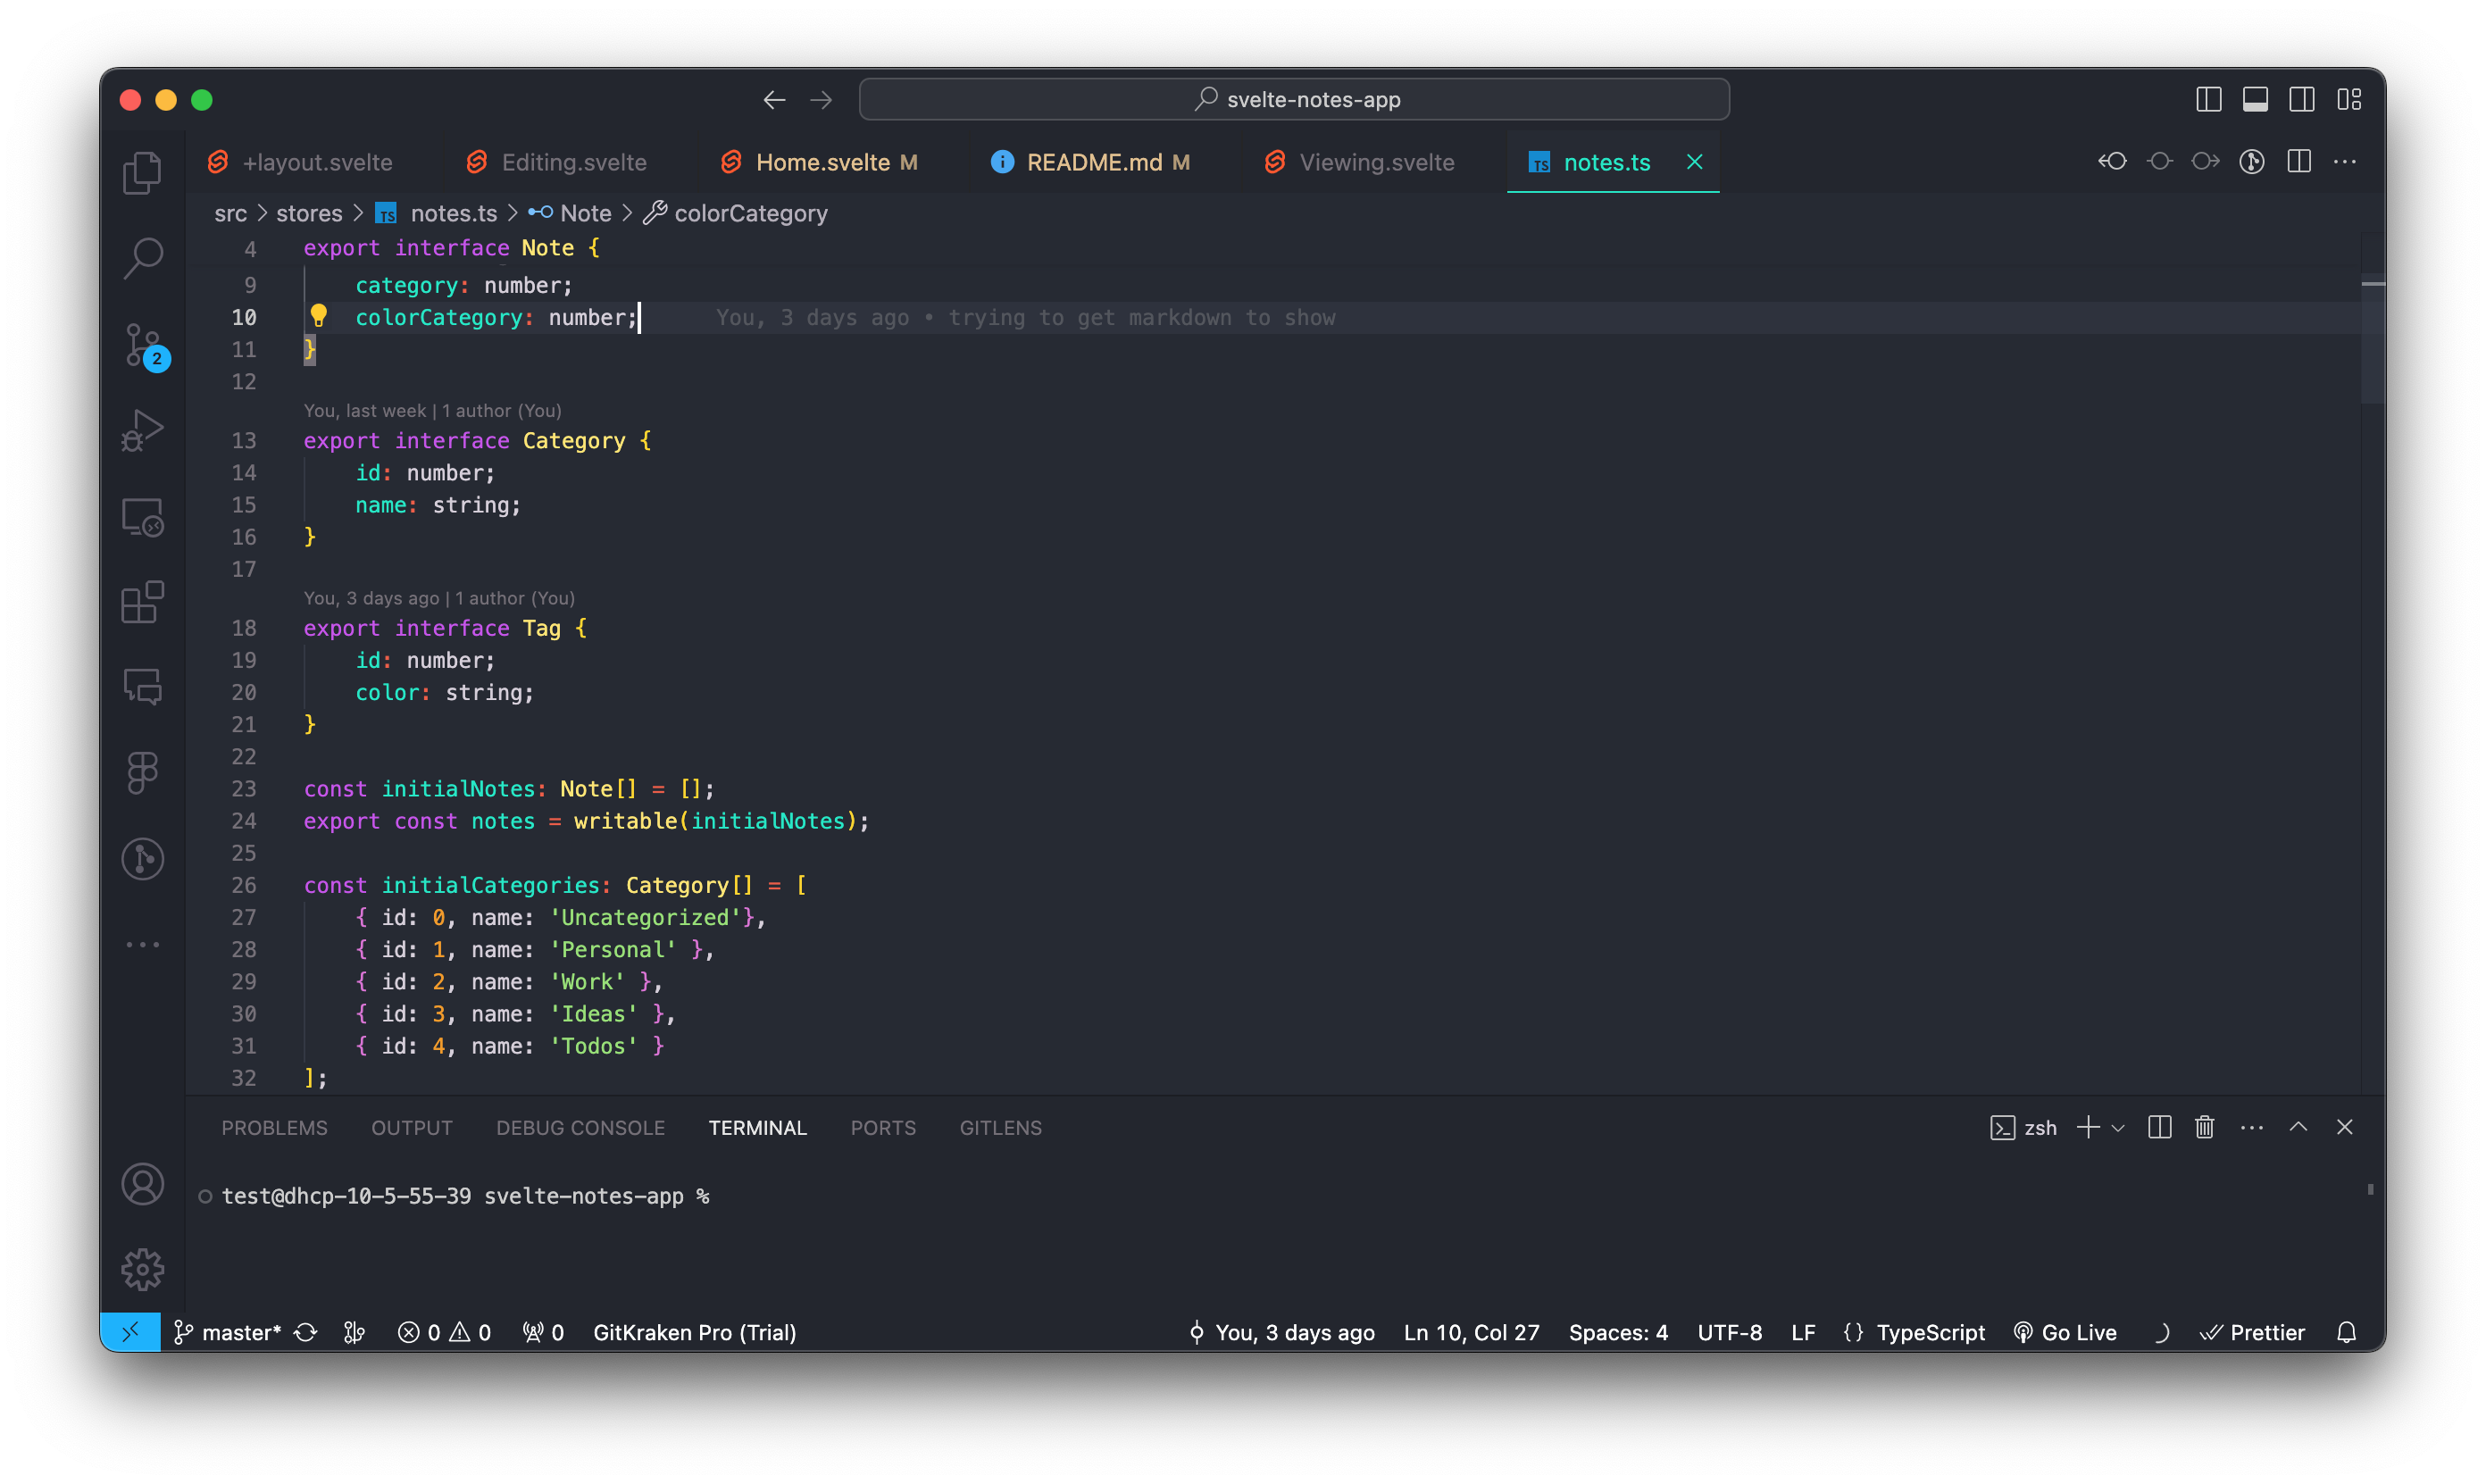 svelte-notes-app
+layout.svelte Editing.svelte Home.svelte M README.md M Viewing.svelte TS notes.ts
src > stores > TS notes.ts > Note > colorCategory
4 export interface Note {
9 category: number;
10 colorCategory: number; You, 3 days ago • trying to get markdown to show
11 }
12
You, last week | 1 author (You)
13 export interface Category {
14 id: number;
15 name: string;
16 }
17
You, 3 days ago | 1 author (You)
18 export interface Tag {
19 id: number;
20 color: string;
21 }
22
23 const initialNotes: Note[] = [];
24 export const notes = writable(initialNotes);
25
26 const initialCategories: Category[] = [
27 { id: 0, name: 'Uncategorized'},
28 { id: 1, name: 'Personal' },
29 { id: 2, name: 'Work' },
30 { id: 3, name: 'Ideas' },
31 { id: 4, name: 'Todos' }
32 ];
2
PROBLEMS OUTPUT DEBUG CONSOLE TERMINAL PORTS GITLENS zsh
test@dhcp-10-5-55-39 svelte-notes-app %
master* 0 0 0 GitKraken Pro (Trial) You, 3 days ago Ln 10, Col 27 Spaces: 4 UTF-8 LF {} TypeScript Go Live Prettier